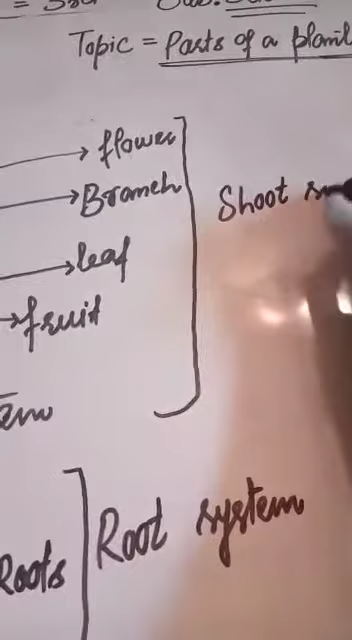 Topic = Parts of a plant
flower
Branch
leaf
fruit
Shoot
Roots
Root system